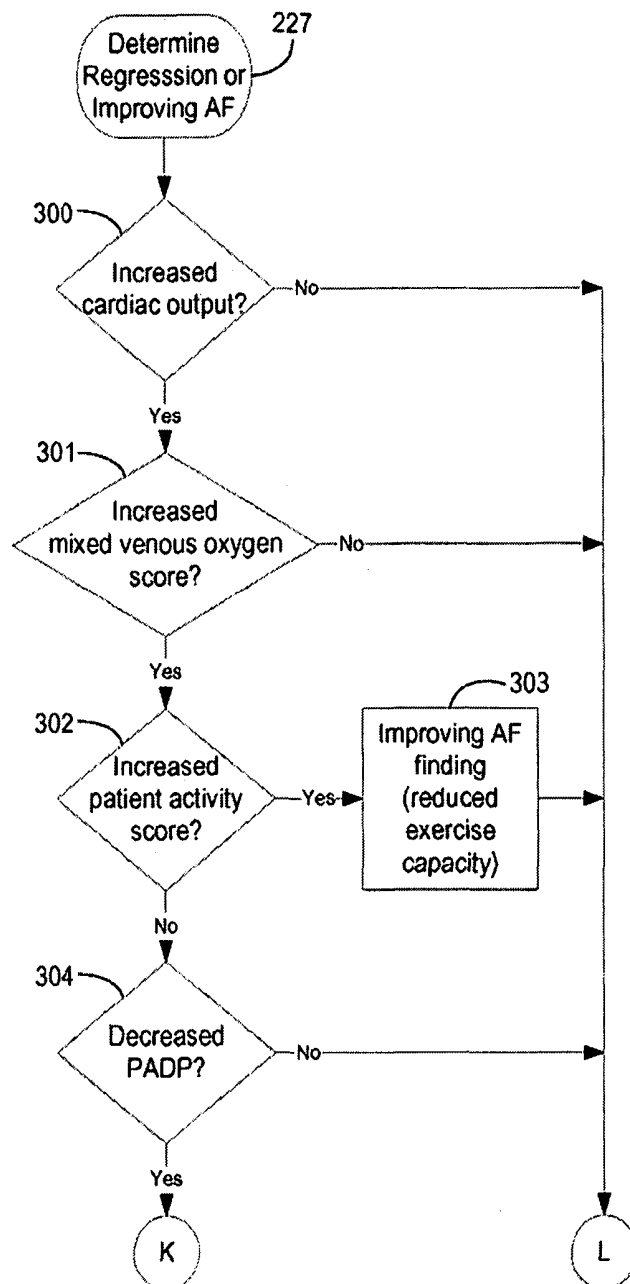 227
Determine
Regresssion or
Improving AF
300
Increased
cardiac output?
No
Yes
301
Increased
mixed venous oxygen
score?
No
Yes
303
302
Increased
patient activity
score?
Yes
Improving AF
finding
(reduced
exercise
capacity)
No
304
Decreased
PADP?
No
Yes
K
L